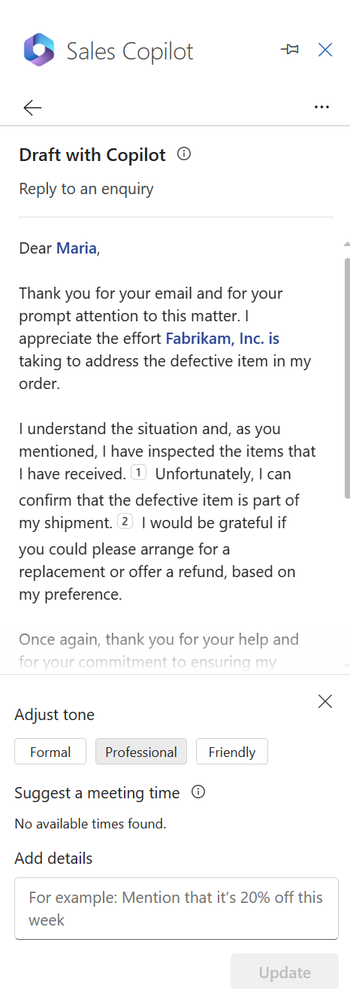 Sales Copilot
Draft with Copilot
Reply to an enquiry
Dear Maria,
Thank you for your email and for your
prompt attention to this matter. I
appreciate the effort Fabrikam, Inc. is
taking to address the defective item in my
order.
I understand the situation and, as you
mentioned, I have inspected the items that
I have received. 1 Unfortunately, I can
confirm that the defective item is part of
my shipment. 2 I would be grateful if
you could please arrange for a
replacement or offer a refund, based on
my preference.
Once again, thank you for your help and
for your commitment to ensuring my
Adjust tone
Formal Professional Friendly
Suggest a meeting time
No available times found.
Add details
For example: Mention that it’s 20% off this
week
Update